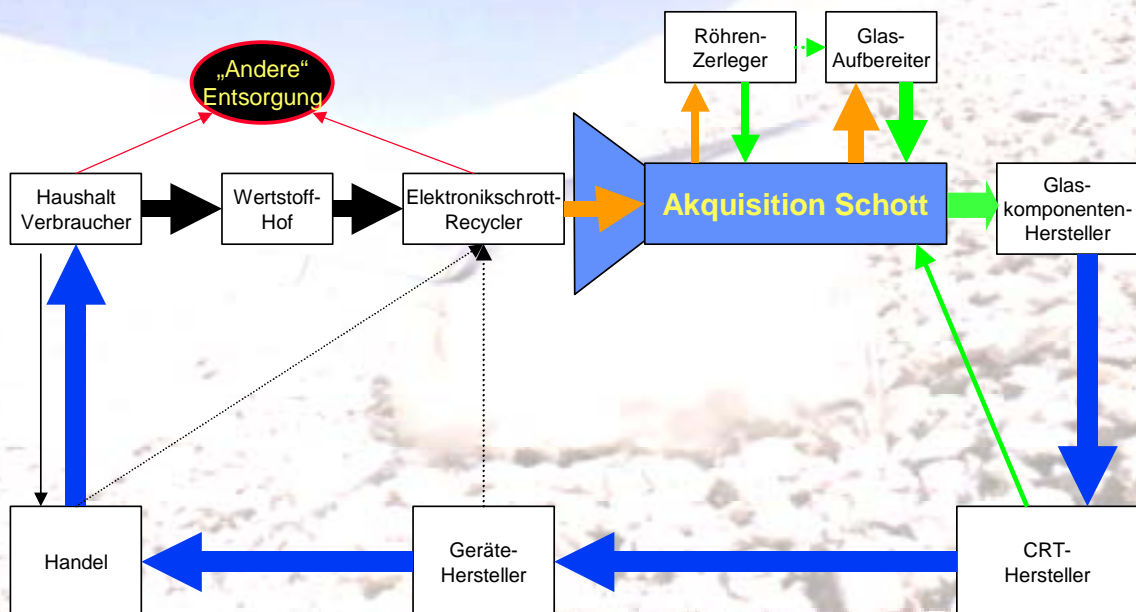 Röhren-
Zerleger
Glas-
Aufbereiter
„Andere“
Entsorgung
Haushalt
Verbraucher
Wertstoff-
Hof
Elektronikschrott-
Recycler
Akquisition Schott
Glas-
komponenten-
Hersteller
Handel
Geräte-
Hersteller
CRT-
Hersteller